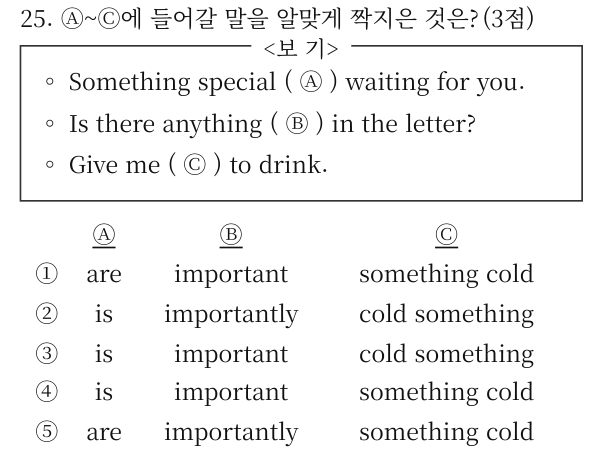 25. Ⓐ~Ⓒ에 들어갈 말을 알맞게 짝지은 것은?(3점)
<보 기>
◦ Something special ( Ⓐ ) waiting for you.
◦ Is there anything ( Ⓑ ) in the letter?
◦ Give me ( Ⓒ ) to drink.
Ⓐ Ⓑ Ⓒ
① are important something cold
② is importantly cold something
③ is important cold something
④ is important something cold
⑤ are importantly something cold